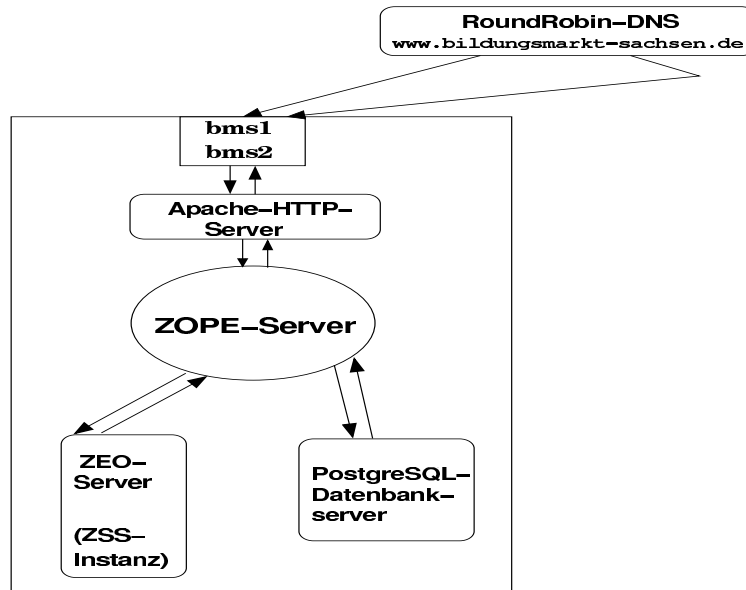 RoundRobin-DNS
www.bildungsmarkt-sachsen.de
bms1
bms2
Apache-HTTP-
Server
ZOPE-Server
ZEO-
Server
(ZSS-
Instanz)
PostgreSQL-
Datenbank-
server